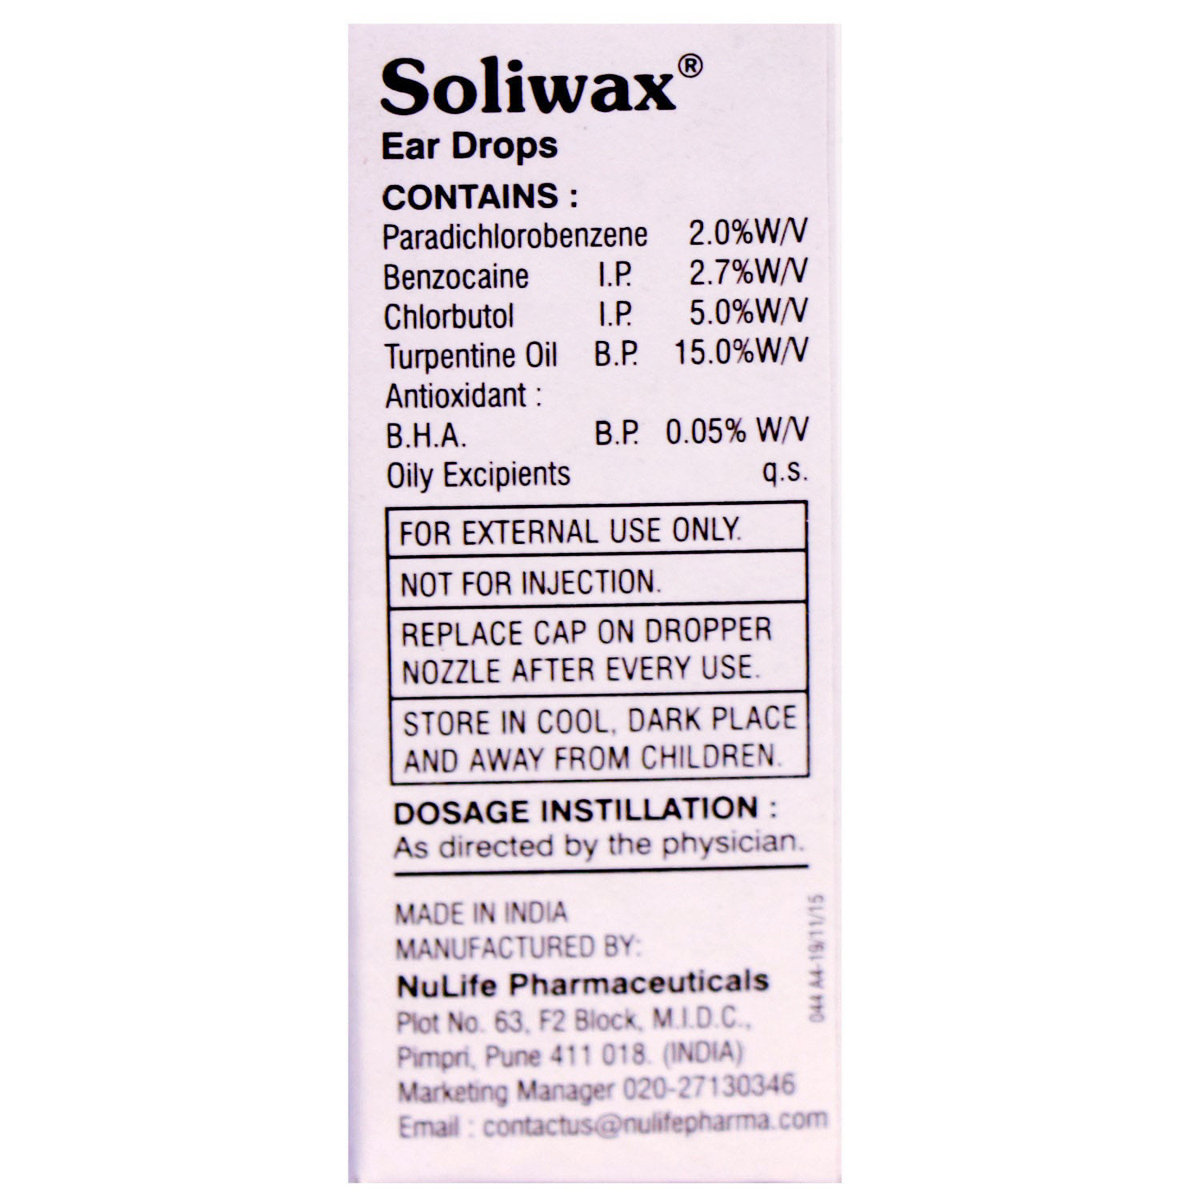 Soliwax®
Ear Drops
CONTAINS :
Paradichlorobenzene 2.0%W/V
Benzocaine I.P. 2.7%W/V
Chlorbutol I.P. 5.0%W/V
Turpentine Oil B.P. 15.0%W/V
Antioxidant :
B.H.A. B.P. 0.05% W/V
Oily Excipients q.s.
FOR EXTERNAL USE ONLY.
NOT FOR INJECTION.
REPLACE CAP ON DROPPER
NOZZLE AFTER EVERY USE.
STORE IN COOL, DARK PLACE
AND AWAY FROM CHILDREN.
DOSAGE INSTILLATION :
As directed by the physician.
MADE IN INDIA
MANUFACTURED BY:
NuLife Pharmaceuticals
Plot No. 63, F2 Block, M.I.D.C.,
Pimpri, Pune 411 018. (INDIA)
Marketing Manager 020-27130346
Email : contactus@nulifepharma.com
044 A4-19/11/15